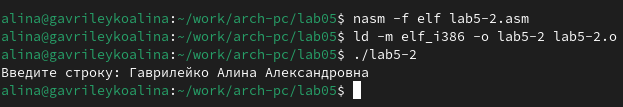 alina@gavrileykoalina:~/work/arch-pc/lab05$ nasm -f elf lab5-2.asm
alina@gavrileykoalina:~/work/arch-pc/lab05$ ld -m elf_i386 -o lab5-2 lab5-2.o
alina@gavrileykoalina:~/work/arch-pc/lab05$ ./lab5-2
Введите строку: Гаврилейко Алина Александровна
alina@gavrileykoalina:~/work/arch-pc/lab05$